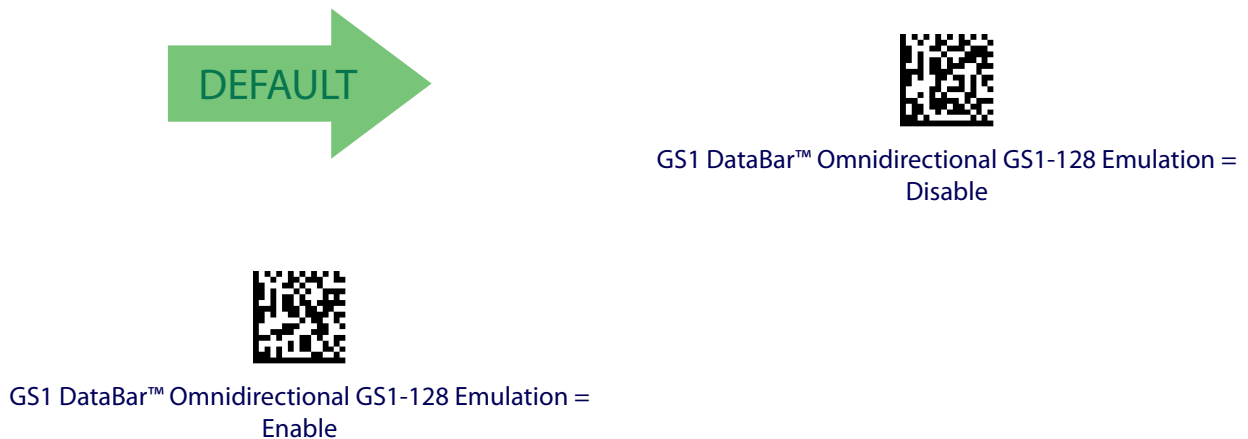 DEFAULT
GS1 DataBar™ Omnidirectional GS1-128 Emulation =
Disable
GS1 DataBar™ Omnidirectional GS1-128 Emulation =
Enable